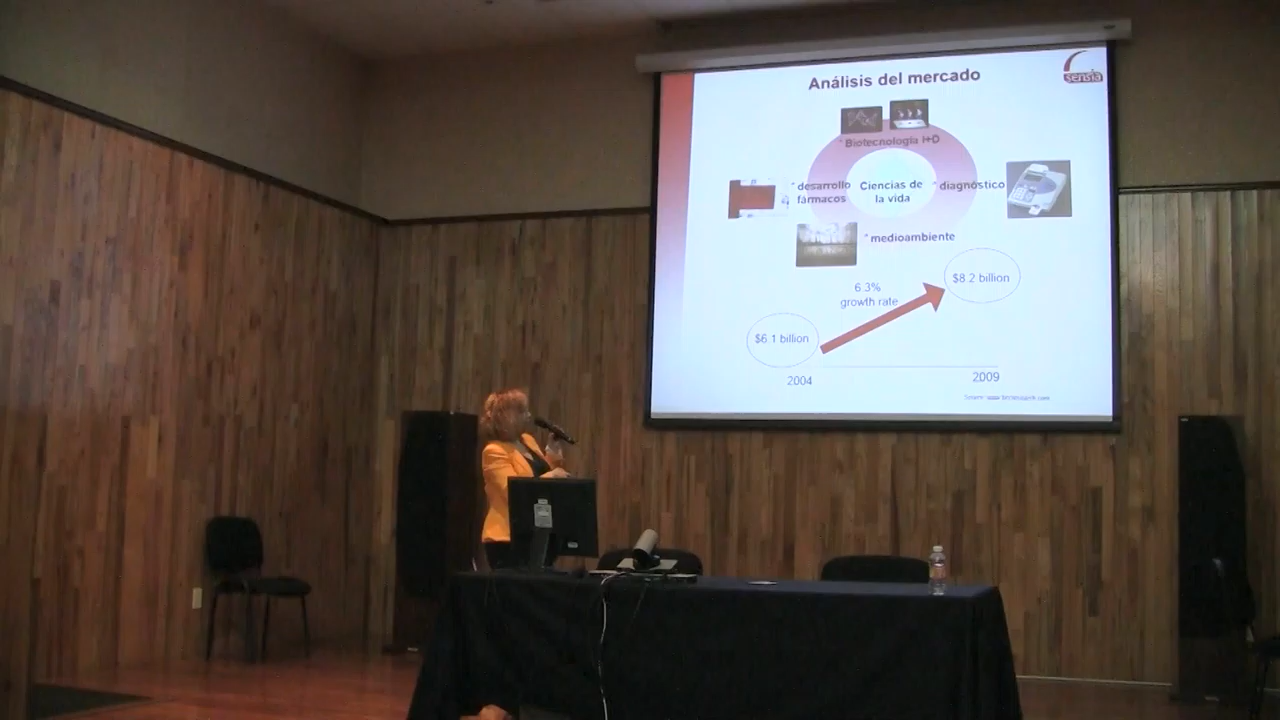 Análisis del mercado
sensia
* Biotecnología I+D
* desarrollo
fármacos
Ciencias de
la vida
* diagnóstico
* medioambiente
$8.2 billion
6.3%
growth rate
$6.1 billion
2004
2009